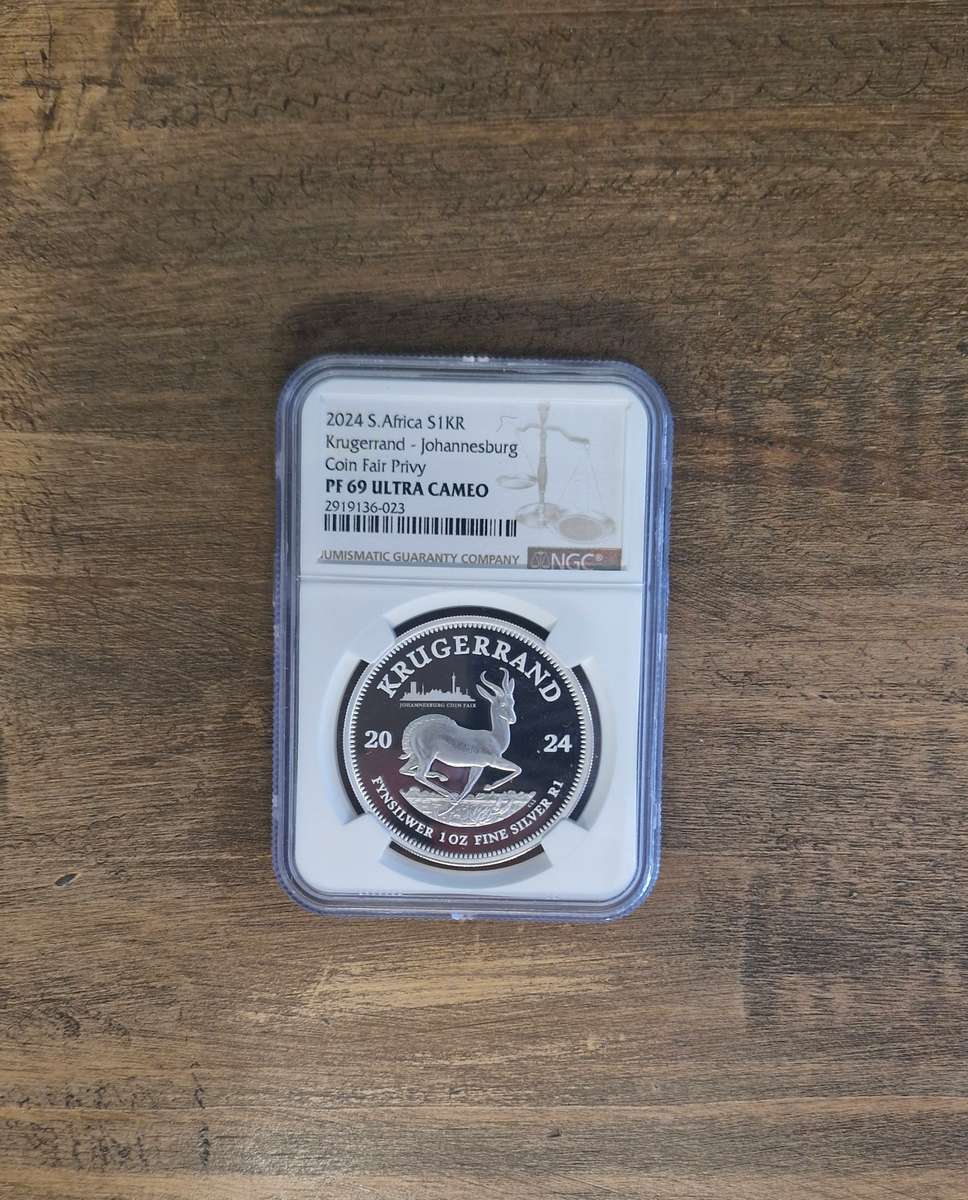 2024 S.Africa S1KR
Krugerrand - Johannesburg
Coin Fair Privy
PF 69 ULTRA CAMEO
2919136-023
UMISMATIC GUARANTY COMPANY NGC®
KRUGERRAND
JOHANNESBURG COIN FAIR
20 24
FYNSILWER 1 OZ FINE SILVER R1